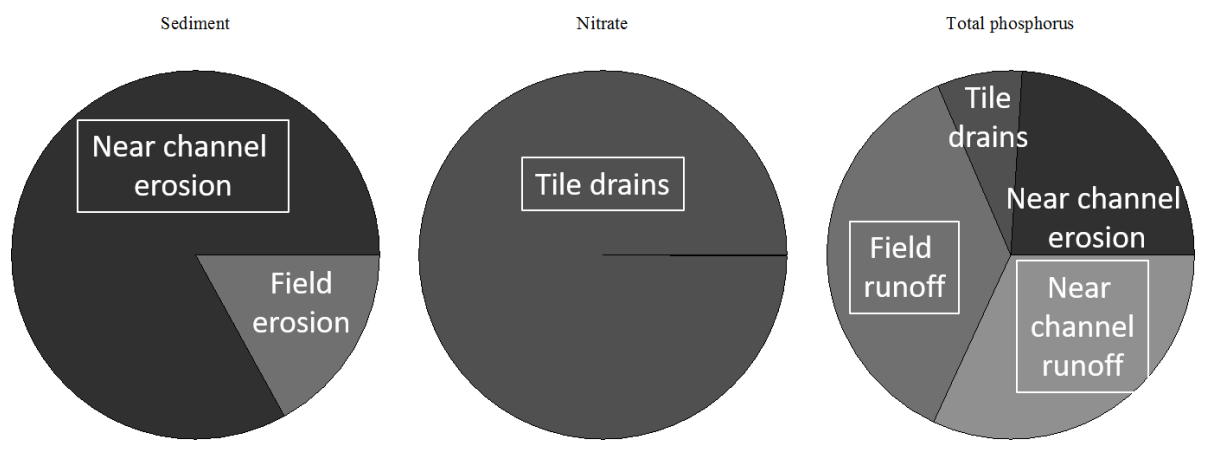 Sediment
Nitrate
Total phosphorus
Near channel
erosion
Field
erosion
Tile drains
Tile
drains
Near channel
erosion
Field
runoff
Near
channel
runoff